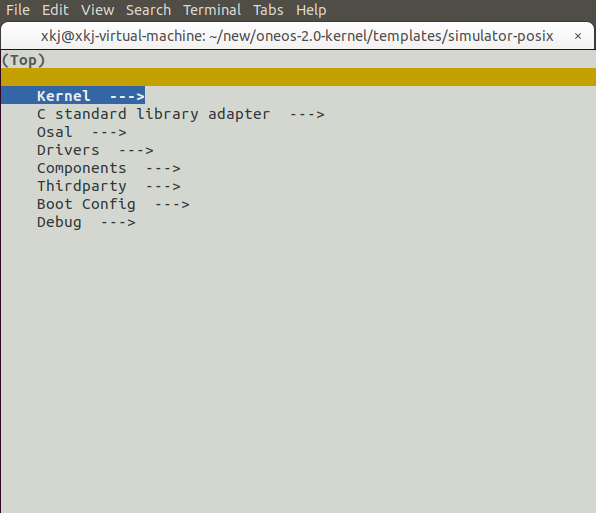 File Edit View Search Terminal Tabs Help
xkj@xkj-virtual-machine: ~/new/oneos-2.0-kernel/templates/simulator-posix ×
(Top)
Kernel --->
C standard library adapter --->
Osal --->
Drivers --->
Components --->
Thirdparty --->
Boot Config --->
Debug --->